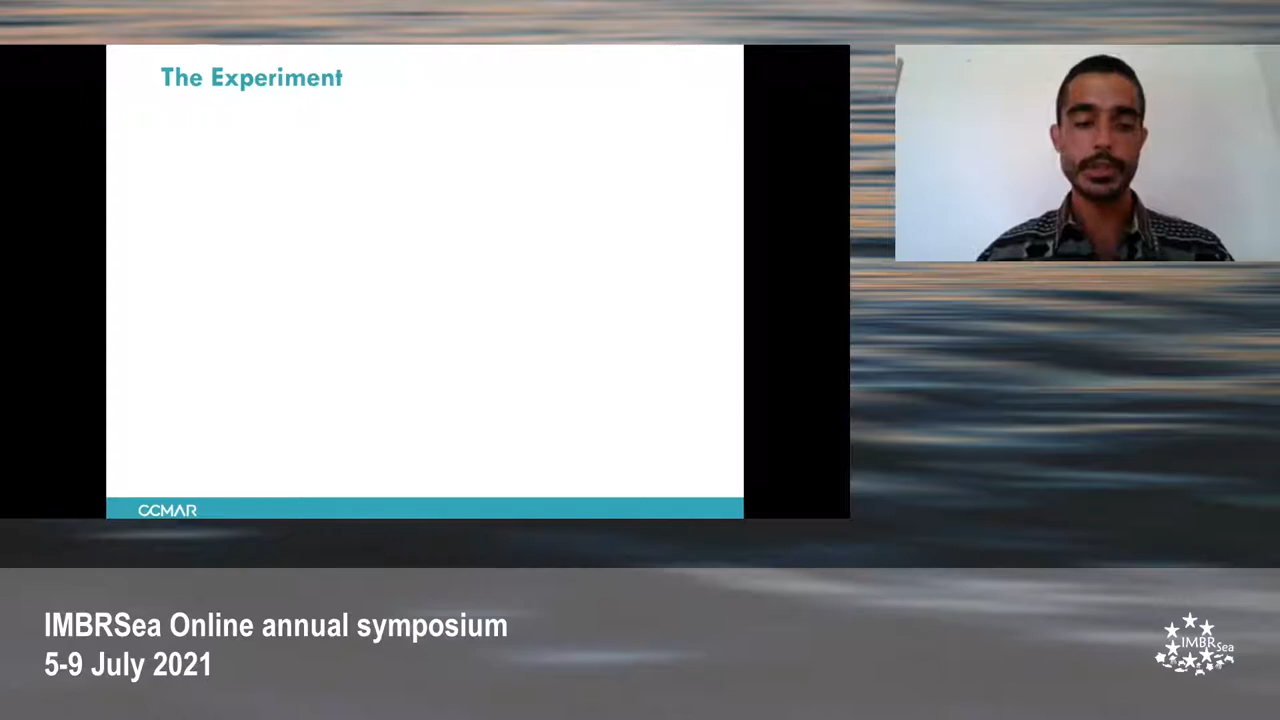 The Experiment
CCMAR
IMBRSea Online annual symposium
5-9 July 2021
IMBRSea